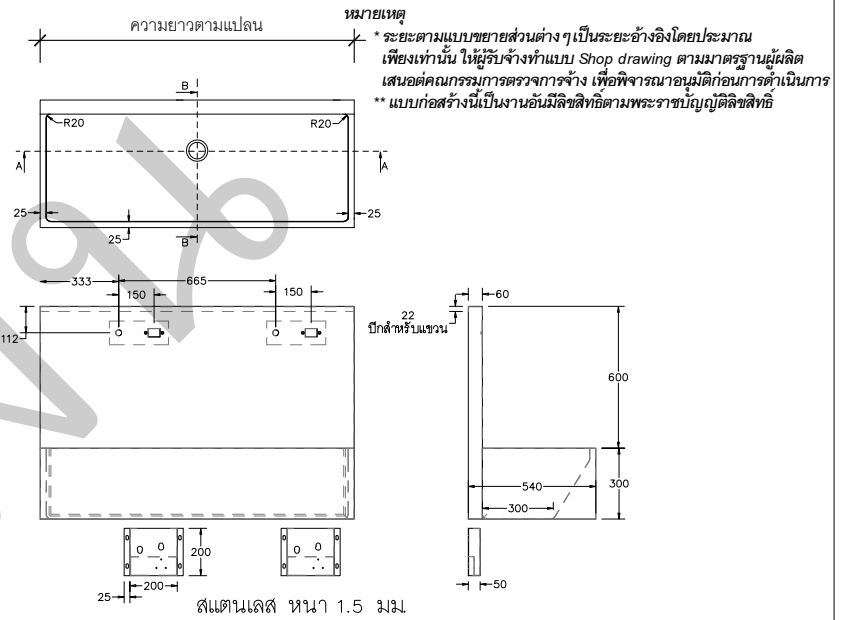 ความยาวตามแปลน
หมายเหตุ
* ระยะตามแบบขยายส่วนต่าง ๆ เป็นระยะอ้างอิงโดยประมาณ
เพียงเท่านั้น ให้ผู้รับจ้างทำแบบ Shop drawing ตามมาตรฐานผู้ผลิต
เสนอต่คณกรรมการตรวจการจ้าง เพื่อพิจารณาอนุมัติก่อนการดำเนินการ
** แบบก่อสร้างนี้เป็นงานอันมีลิขสิทธิ์ตามพระราชบัญญัติลิขสิทธิ์
B
R20
R20
A
A
25
25
25
B
333
665
60
150
150
22
ปีกสำหรับแขวน
112
600
540
300
300
200
200
25
50
สแตนเลส หนา 1.5 มม.